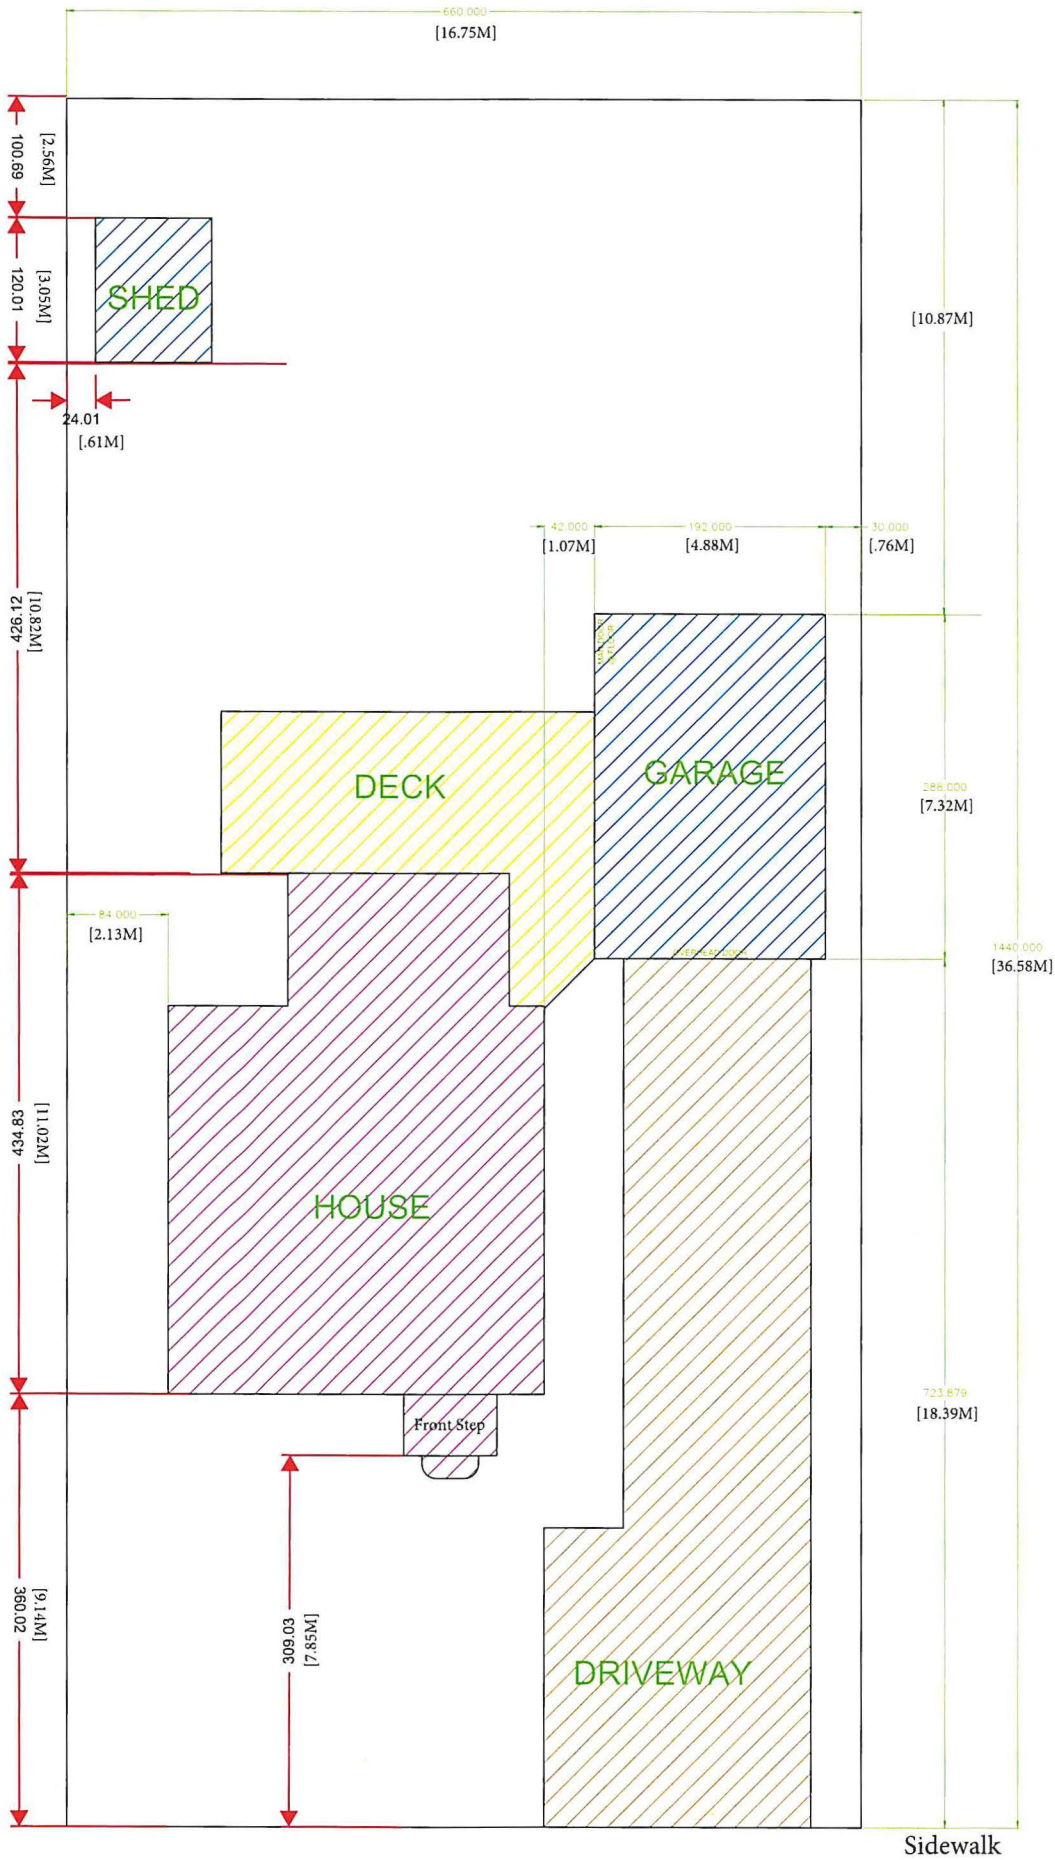 660.000
[16.75M]
[2.56M]
100.69
SHED
[3.05M]
120.01
[10.87M]
24.01
[.61M]
42.000
192.000
30.000
[1.07M]
[4.88M]
[.76M]
[10.82M]
426.12
DECK
GARAGE
288.000
[7.32M]
84.000
[2.13M]
OVERHEAD DOOR
1440.000
[36.58M]
[11.02M]
434.83
HOUSE
723.679
[18.39M]
Front Step
[9.14M]
360.02
309.03
[7.85M]
DRIVEWAY
Sidewalk